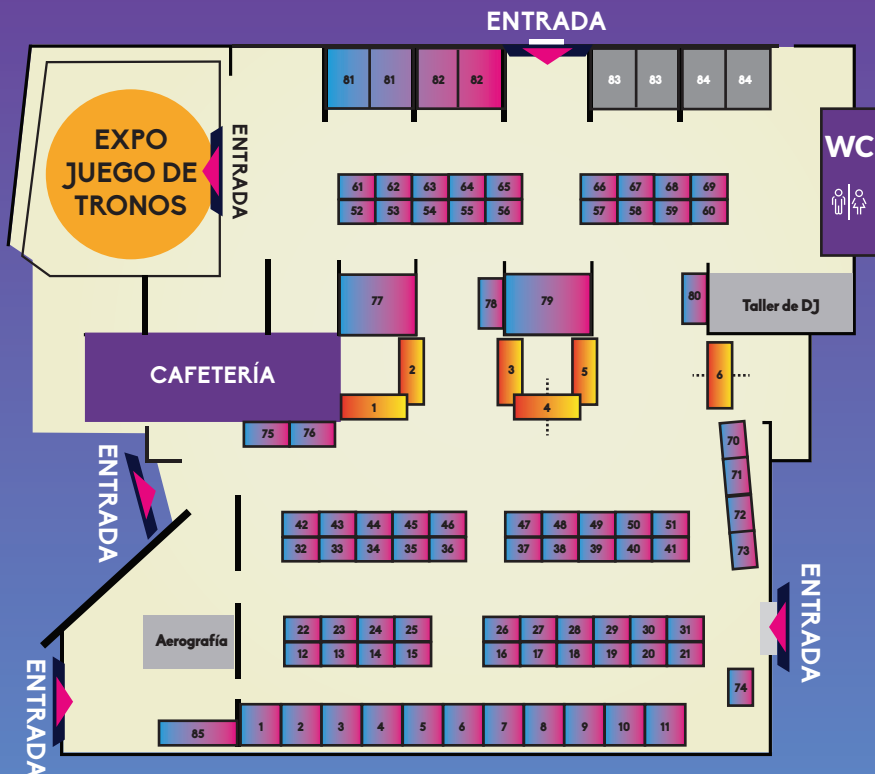 ENTRADA
81 81 82 82 83 83 84 84
EXPO
JUEGO DE
TRONOS
ENTRADA
WC
61 62 63 64 65 66 67 68 69
52 53 54 55 56 57 58 59 60
77 78 79 80
Taller de DJ
CAFETERÍA
2 3 5 6
1 4
75 76
70
71
72
73
ENTRADA
42 43 44 45 46 47 48 49 50 51
32 33 34 35 36 37 38 39 40 41
ENTRADA
22 23 24 25 26 27 28 29 30 31
Aerografía
12 13 14 15 16 17 18 19 20 21
ENTRADA
74
85 1 2 3 4 5 6 7 8 9 10 11